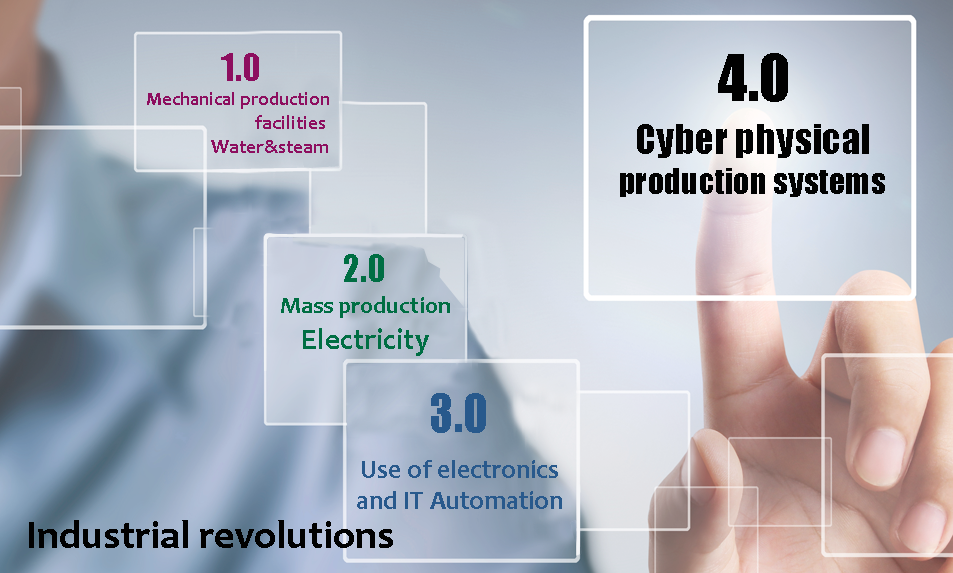 1.0
Mechanical production
facilities
Water&steam
2.0
Mass production
Electricity
3.0
Use of electronics
and IT Automation
4.0
Cyber physical
production systems
Industrial revolutions